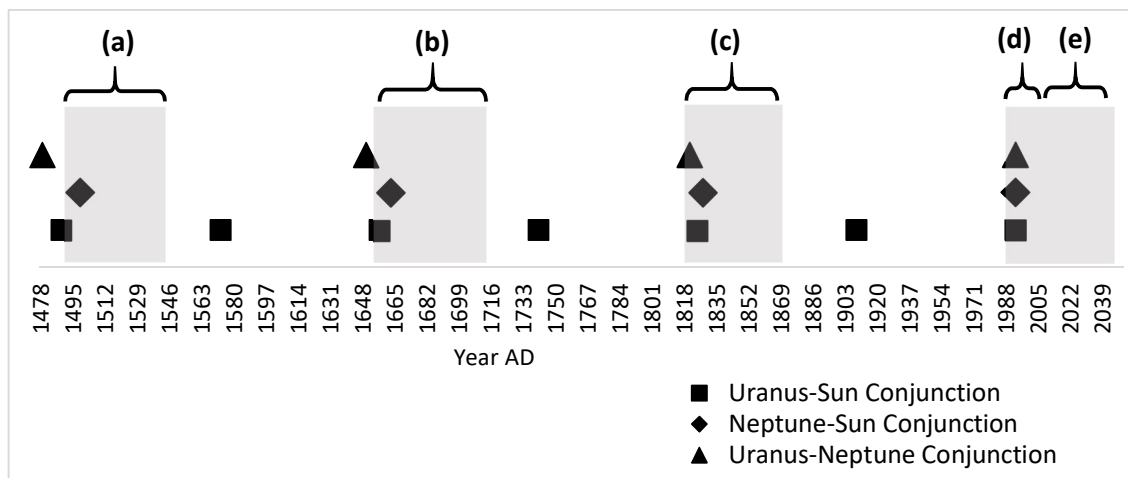 (a) (b) (c) (d) (e)
1478 1495 1512 1529 1546 1563 1580 1597 1614 1631 1648 1665 1682 1699 1716 1733 1750 1767 1784 1801 1818 1835 1852 1869 1886 1903 1920 1937 1954 1971 1988 2005 2022 2039
Year AD
Uranus-Sun Conjunction
Neptune-Sun Conjunction
Uranus-Neptune Conjunction